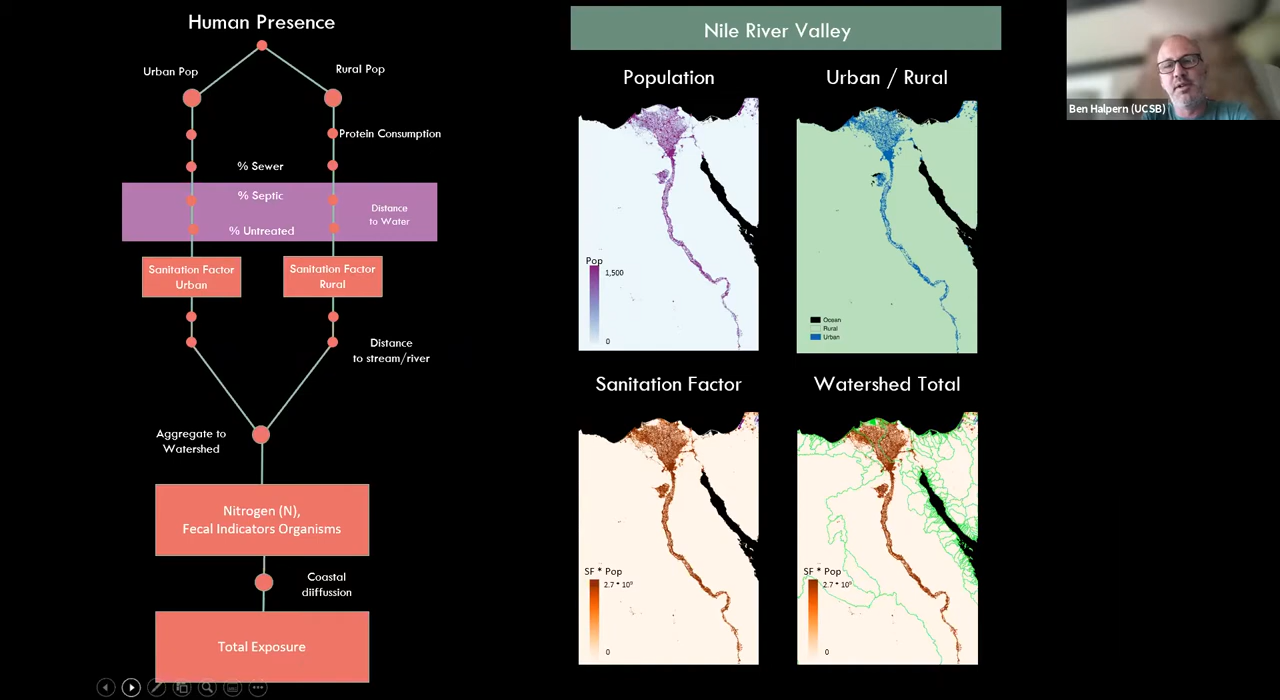 Human Presence
Urban Pop
Rural Pop
Protein Consumption
% Sewer
% Septic
Distance
to Water
% Untreated
Sanitation Factor
Urban
Sanitation Factor
Rural
Distance
to stream/river
Aggregate to
Watershed
Nitrogen (N),
Fecal Indicators Organisms
Coastal
diiffussion
Total Exposure
Nile River Valley
Population
Pop
1,500
0
Urban / Rural
Ocean
Rural
Urban
Sanitation Factor
SF * Pop
2.7 * 10⁹
0
Watershed Total
SF * Pop
2.7 * 10⁹
0
Ben Halpern (UCSB)